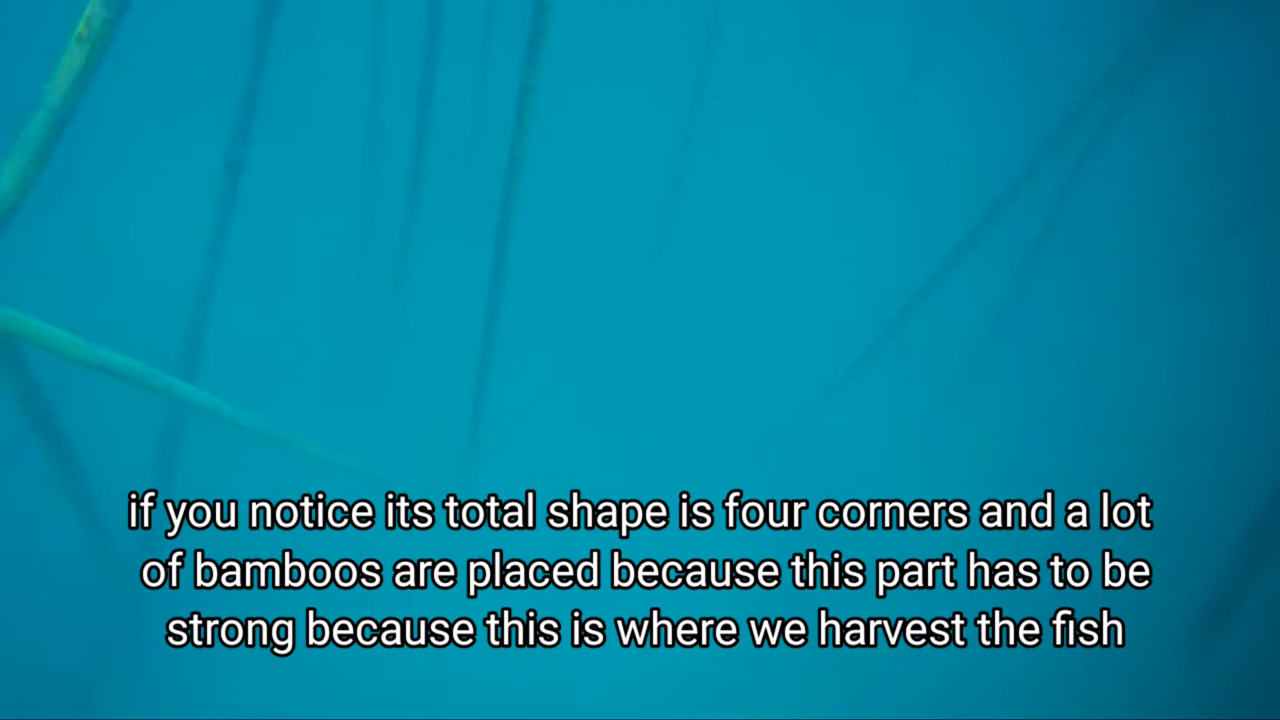 if you notice its total shape is four corners and a lot
of bamboos are placed because this part has to be
strong because this is where we harvest the fish